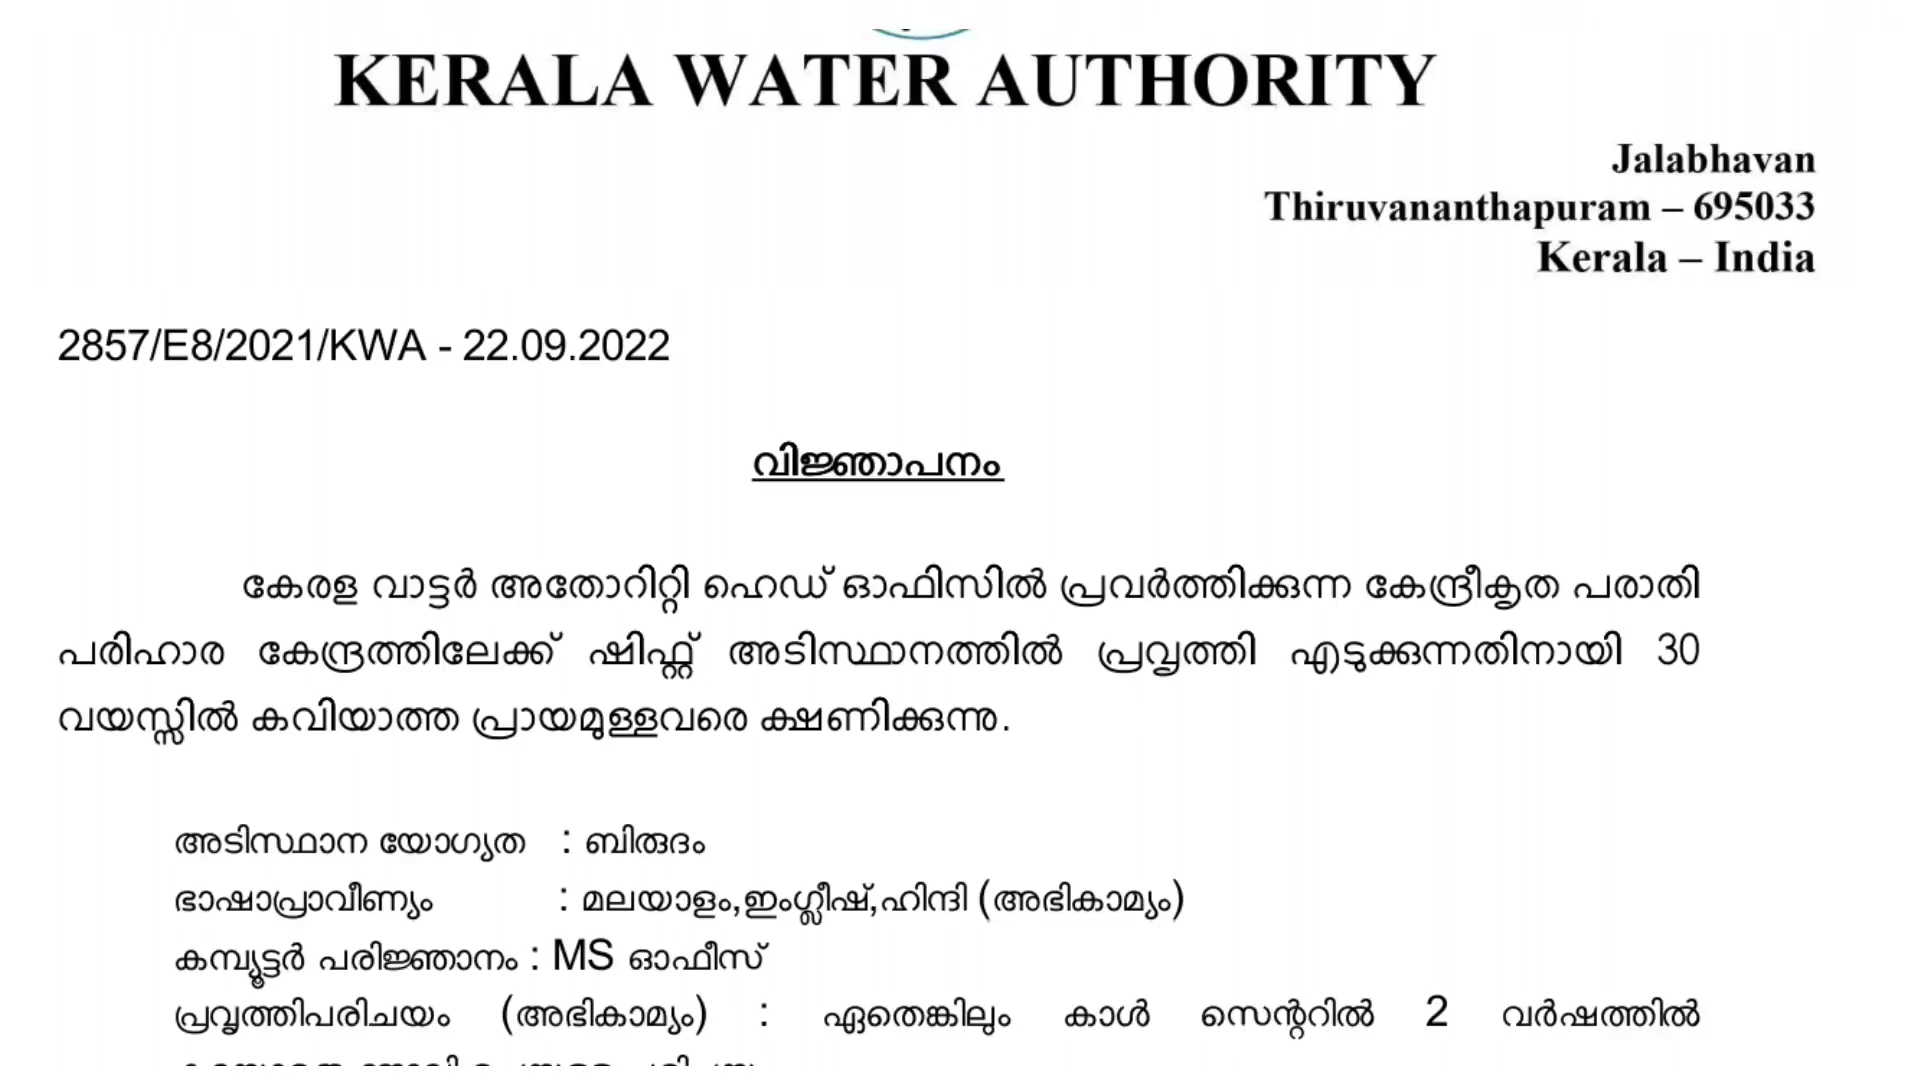 KERALA WATER AUTHORITY
Jalabhavan
Thiruvananthapuram – 695033
Kerala – India
2857/E8/2021/KWA - 22.09.2022
വിജ്ഞാപനം
കേരള വാട്ടർ അതോറിറ്റി ഹെഡ് ഓഫിസിൽ പ്രവർത്തിക്കുന്ന കേന്ദ്രീകൃത പരാതി
പരിഹാര കേന്ദ്രത്തിലേക്ക് ഷിഫ്റ്റ് അടിസ്ഥാനത്തിൽ പ്രവൃത്തി എടുക്കുന്നതിനായി 30
വയസ്സിൽ കവിയാത്ത പ്രായമുള്ളവരെ ക്ഷണിക്കുന്നു.
അടിസ്ഥാന യോഗ്യത : ബിരുദം
ഭാഷാപ്രാവീണ്യം : മലയാളം,ഇംഗ്ലീഷ്,ഹിന്ദി (അഭികാമ്യം)
കമ്പ്യൂട്ടർ പരിജ്ഞാനം : MS ഓഫീസ്
പ്രവൃത്തിപരിചയം (അഭികാമ്യം) : ഏതെങ്കിലും കാൾ സെന്ററിൽ 2 വർഷത്തിൽ